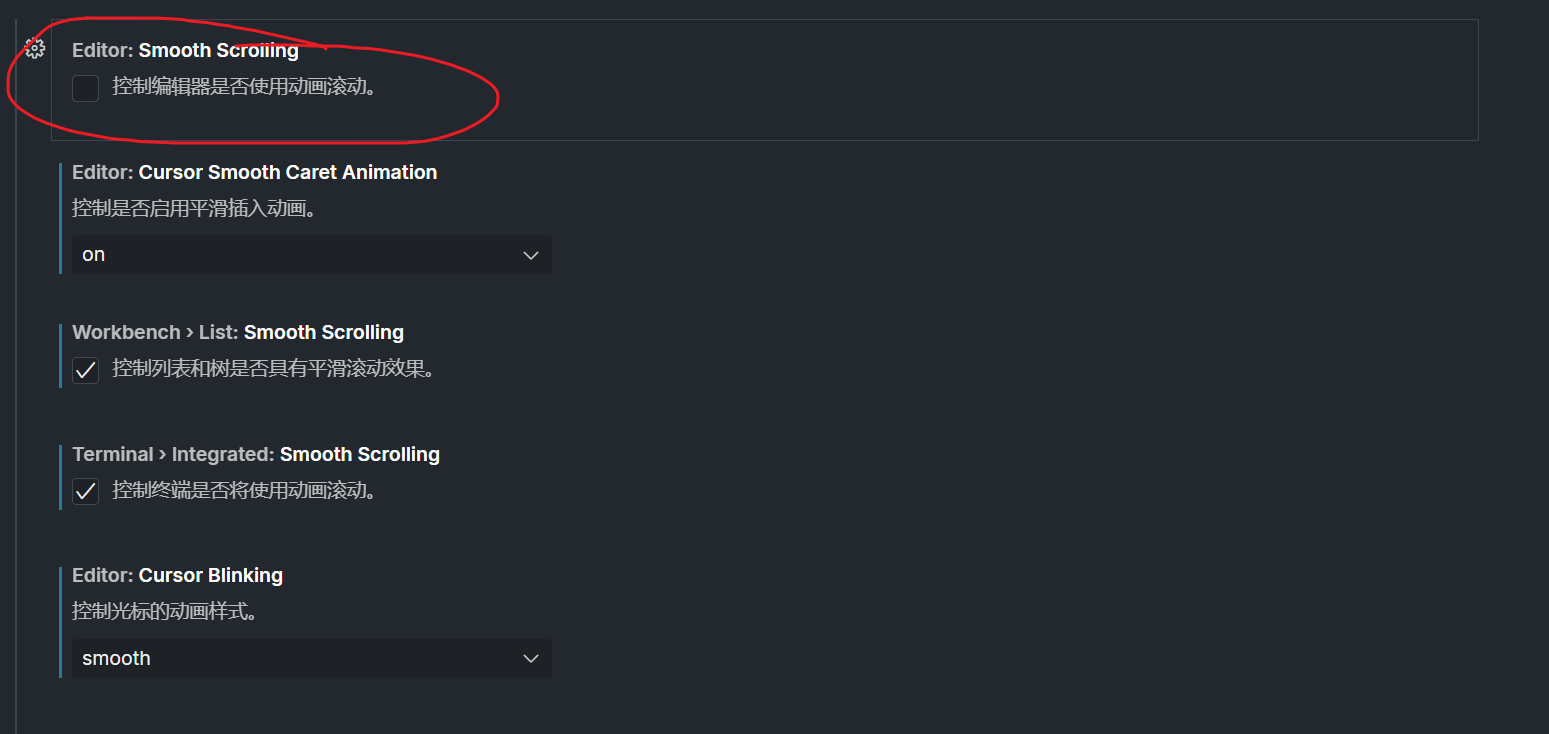 Editor: Smooth Scrolling
控制编辑器是否使用动画滚动。
Editor: Cursor Smooth Caret Animation
控制是否启用平滑插入动画。
on
Workbench › List: Smooth Scrolling
控制列表和树是否具有平滑滚动效果。
Terminal › Integrated: Smooth Scrolling
控制终端是否将使用动画滚动。
Editor: Cursor Blinking
控制光标的动画样式。
smooth